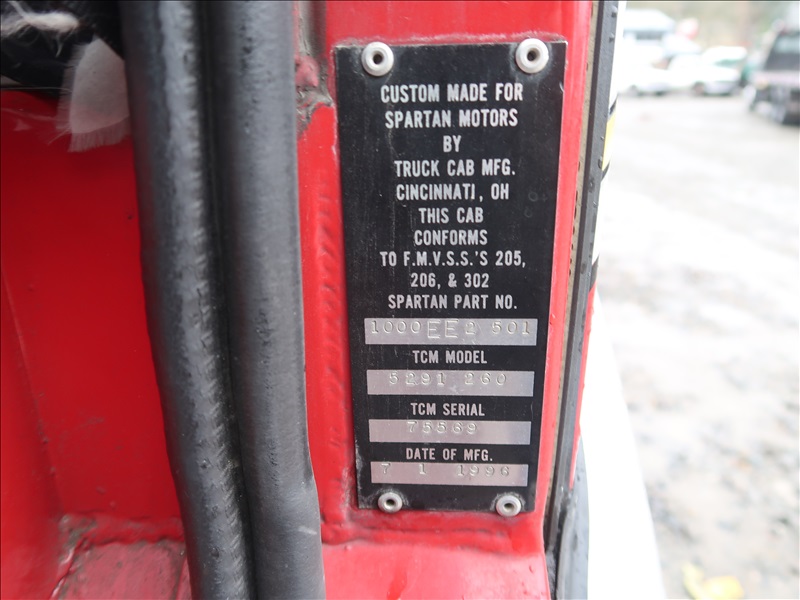 CUSTOM MADE FOR
SPARTAN MOTORS
BY
TRUCK CAB MFG.
CINCINNATI, OH
THIS CAB
CONFORMS
TO F.M.V.S.S.'S 205,
206, & 302
SPARTAN PART NO.
1000EE2 501
TCM MODEL
5291 260
TCM SERIAL
75569
DATE OF MFG.
7 1 1996